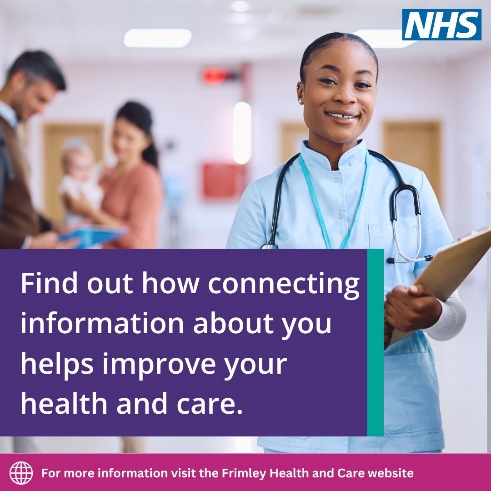 NHS
Find out how connecting
information about you
helps improve your
health and care.
For more information visit the Frimley Health and Care website